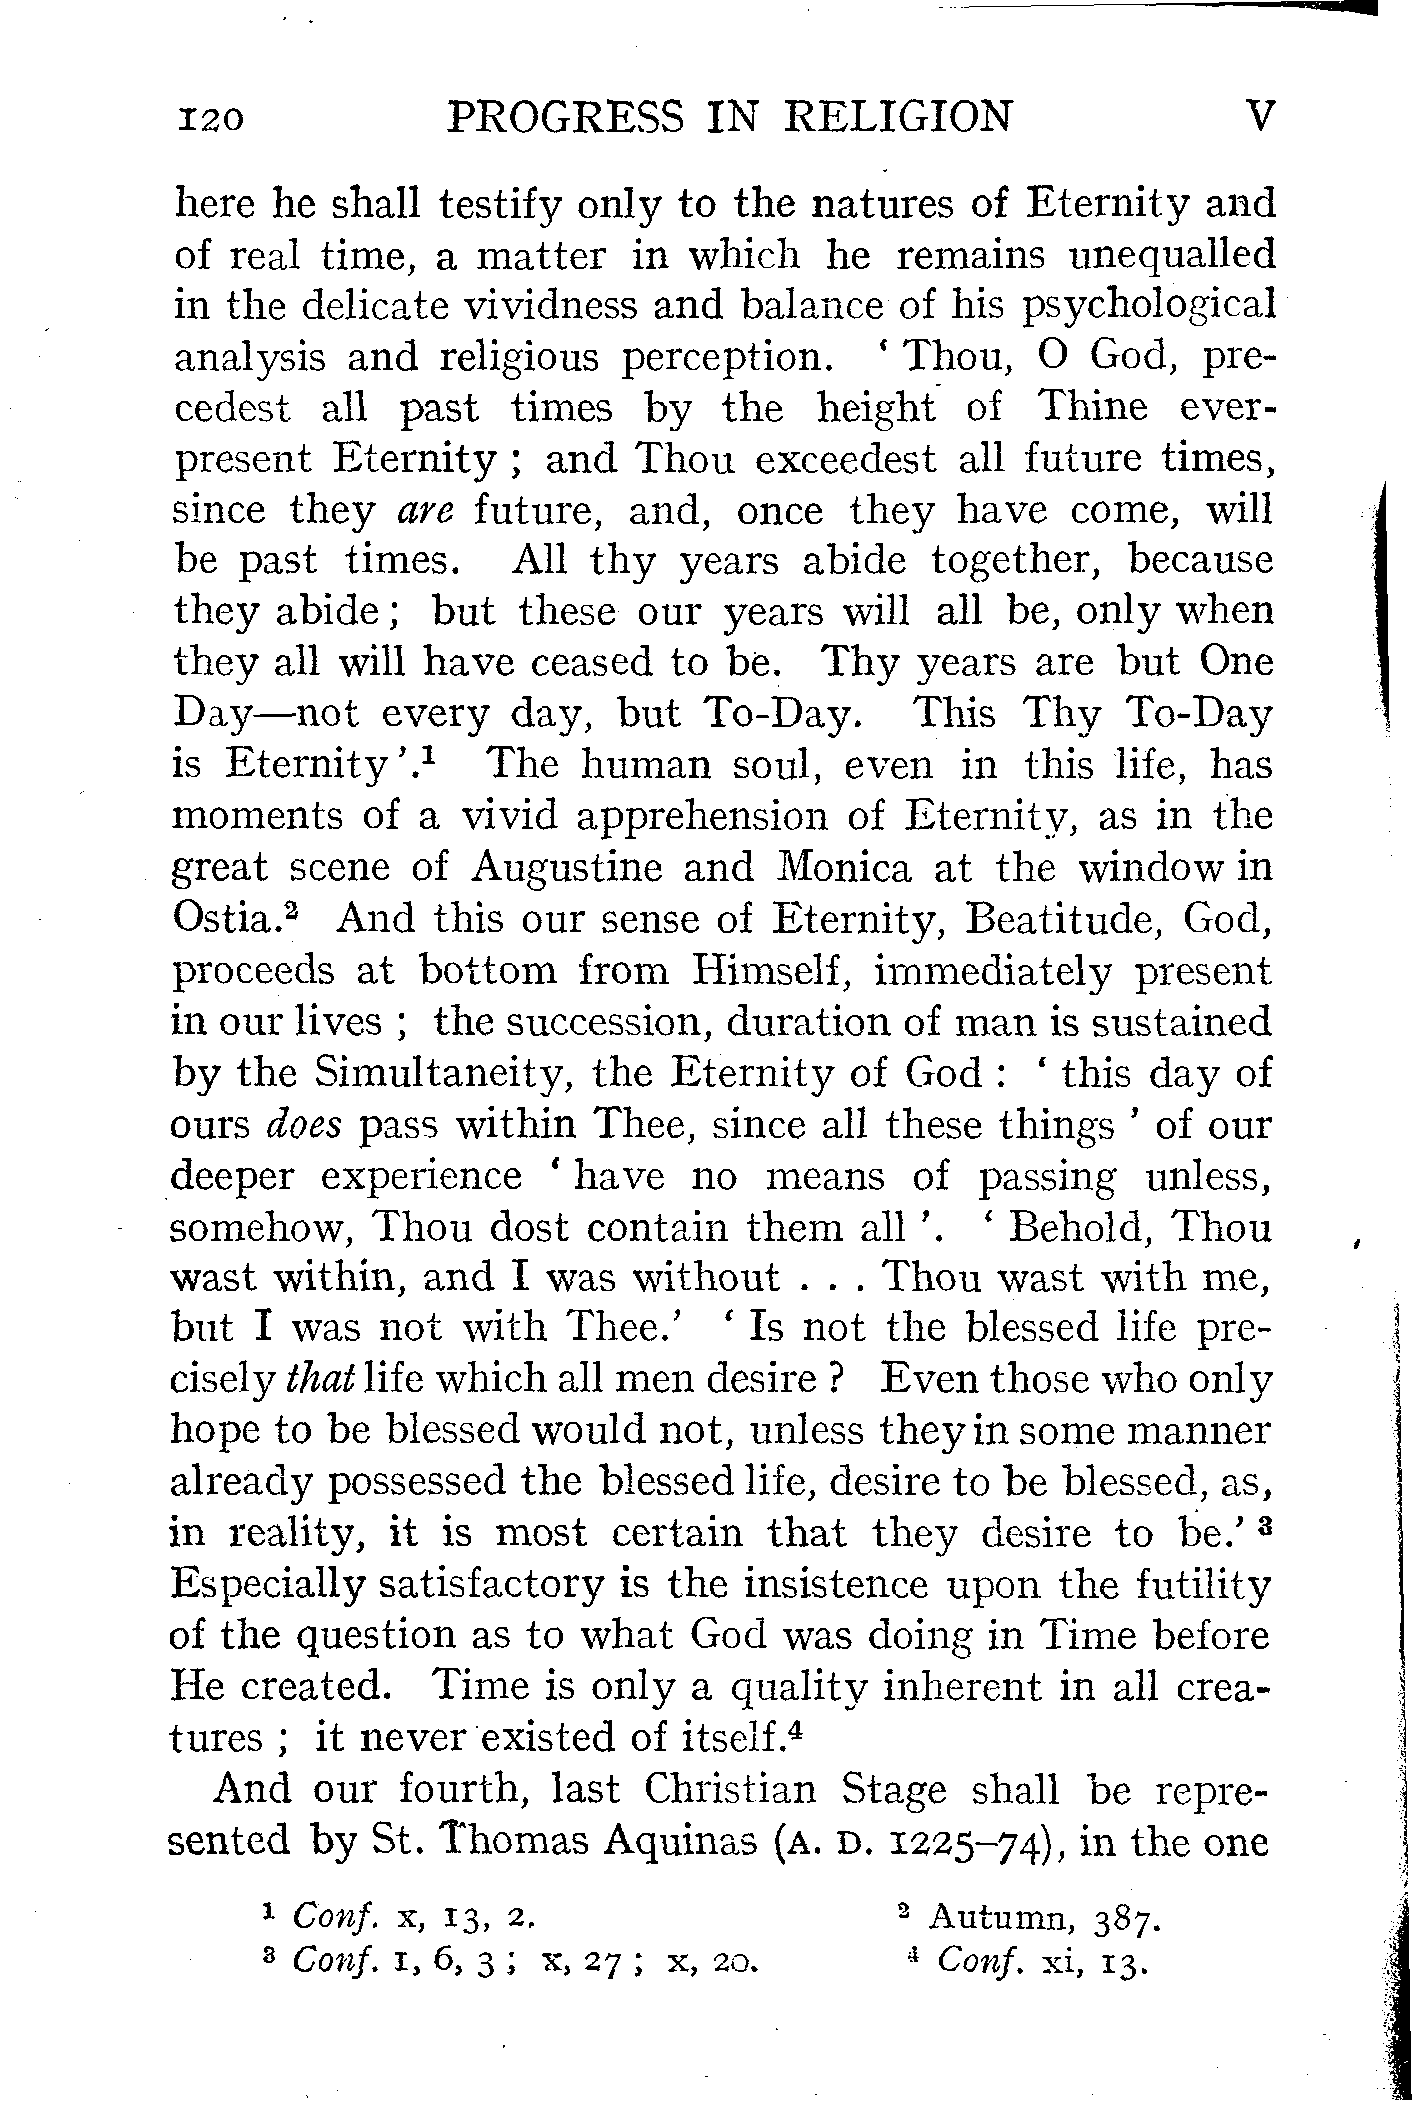 120 PROGRESS IN RELIGION V
here he shall testify only to the natures of Eternity and
of real time, a matter in which he remains unequalled
in the delicate vividness and balance of his psychological
analysis and religious perception. ‘ Thou, O God, pre-
cedest all past times by the height of Thine ever-
present Eternity ; and Thou exceedest all future times,
since they are future, and, once they have come, will
be past times. All thy years abide together, because
they abide ; but these our years will all be, only when
they all will have ceased to be. Thy years are but One
Day—not every day, but To-Day. This Thy To-Day
is Eternity ’.¹ The human soul, even in this life, has
moments of a vivid apprehension of Eternity, as in the
great scene of Augustine and Monica at the window in
Ostia.² And this our sense of Eternity, Beatitude, God,
proceeds at bottom from Himself, immediately present
in our lives ; the succession, duration of man is sustained
by the Simultaneity, the Eternity of God : ‘ this day of
ours does pass within Thee, since all these things ’ of our
deeper experience ‘ have no means of passing unless,
somehow, Thou dost contain them all ’. ‘ Behold, Thou
wast within, and I was without . . . Thou wast with me,
but I was not with Thee.’ ‘ Is not the blessed life pre-
cisely that life which all men desire ? Even those who only
hope to be blessed would not, unless they in some manner
already possessed the blessed life, desire to be blessed, as,
in reality, it is most certain that they desire to be.’ ³
Especially satisfactory is the insistence upon the futility
of the question as to what God was doing in Time before
He created. Time is only a quality inherent in all crea-
tures ; it never existed of itself.⁴
And our fourth, last Christian Stage shall be repre-
sented by St. Thomas Aquinas (A. D. 1225–74), in the one
¹ Conf. x, 13, 2. ² Autumn, 387.
³ Conf. I, 6, 3 ; x, 27 ; x, 20. ⁴ Conf. xi, 13.